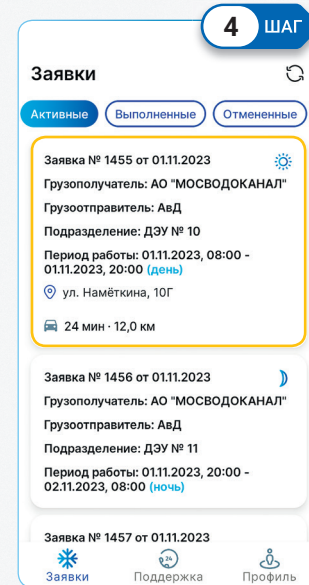 4 ШАГ
Заявки
Активные Выполненные Отмененные
Заявка № 1455 от 01.11.2023
Грузополучатель: АО "МОСВОДОКАНАЛ"
Грузоотправитель: АвД
Подразделение: ДЭУ № 10
Период работы: 01.11.2023, 08:00 -
01.11.2023, 20:00 (день)
ул. Намёткина, 10Г
24 мин · 12,0 км
Заявка № 1456 от 01.11.2023
Грузополучатель: АО "МОСВОДОКАНАЛ"
Грузоотправитель: АвД
Подразделение: ДЭУ № 11
Период работы: 01.11.2023, 20:00 -
02.11.2023, 08:00 (ночь)
Заявка № 1457 от 01.11.2023
24
Заявки Поддержка Профиль